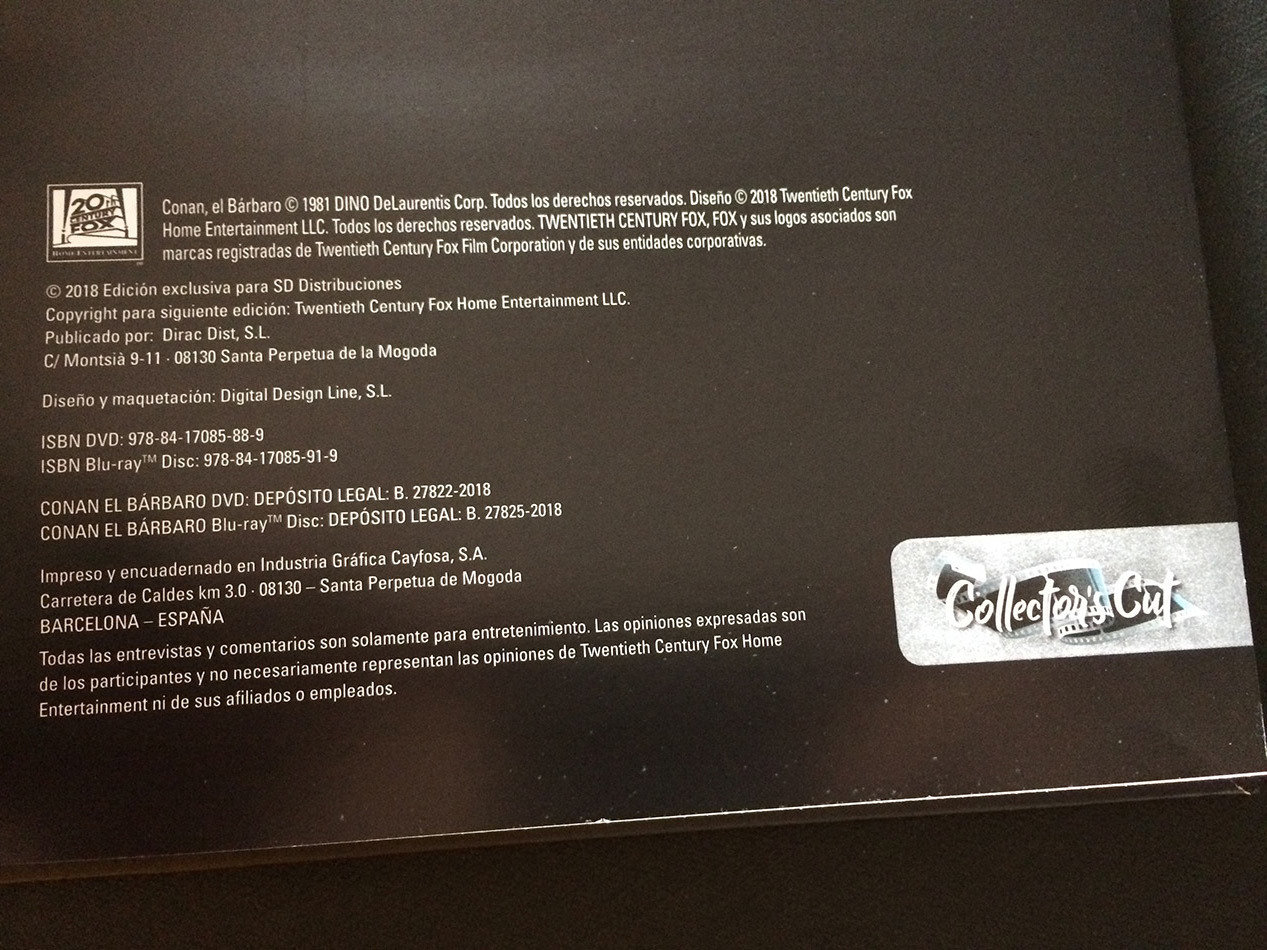 20th
CENTURY
FOX
HOME ENTERTAINMENT
Conan, el Bárbaro © 1981 DINO DeLaurentis Corp. Todos los derechos reservados. Diseño © 2018 Twentieth Century Fox
Home Entertainment LLC. Todos los derechos reservados. TWENTIETH CENTURY FOX, FOX y sus logos asociados son
marcas registradas de Twentieth Century Fox Film Corporation y de sus entidades corporativas.
© 2018 Edición exclusiva para SD Distribuciones
Copyright para siguiente edición: Twentieth Century Fox Home Entertainment LLC.
Publicado por: Dirac Dist, S.L.
C/ Montsià 9-11 · 08130 Santa Perpetua de la Mogoda
Diseño y maquetación: Digital Design Line, S.L.
ISBN DVD: 978-84-17085-88-9
ISBN Blu-ray™ Disc: 978-84-17085-91-9
CONAN EL BÁRBARO DVD: DEPÓSITO LEGAL: B. 27822-2018
CONAN EL BÁRBARO Blu-ray™ Disc: DEPÓSITO LEGAL: B. 27825-2018
Impreso y encuadernado en Industria Gráfica Cayfosa, S.A.
Carretera de Caldes km 3.0 · 08130 – Santa Perpetua de Mogoda
BARCELONA – ESPAÑA
Todas las entrevistas y comentarios son solamente para entretenimiento. Las opiniones expresadas son
de los participantes y no necesariamente representan las opiniones de Twentieth Century Fox Home
Entertainment ni de sus afiliados o empleados.
Collector's Cut